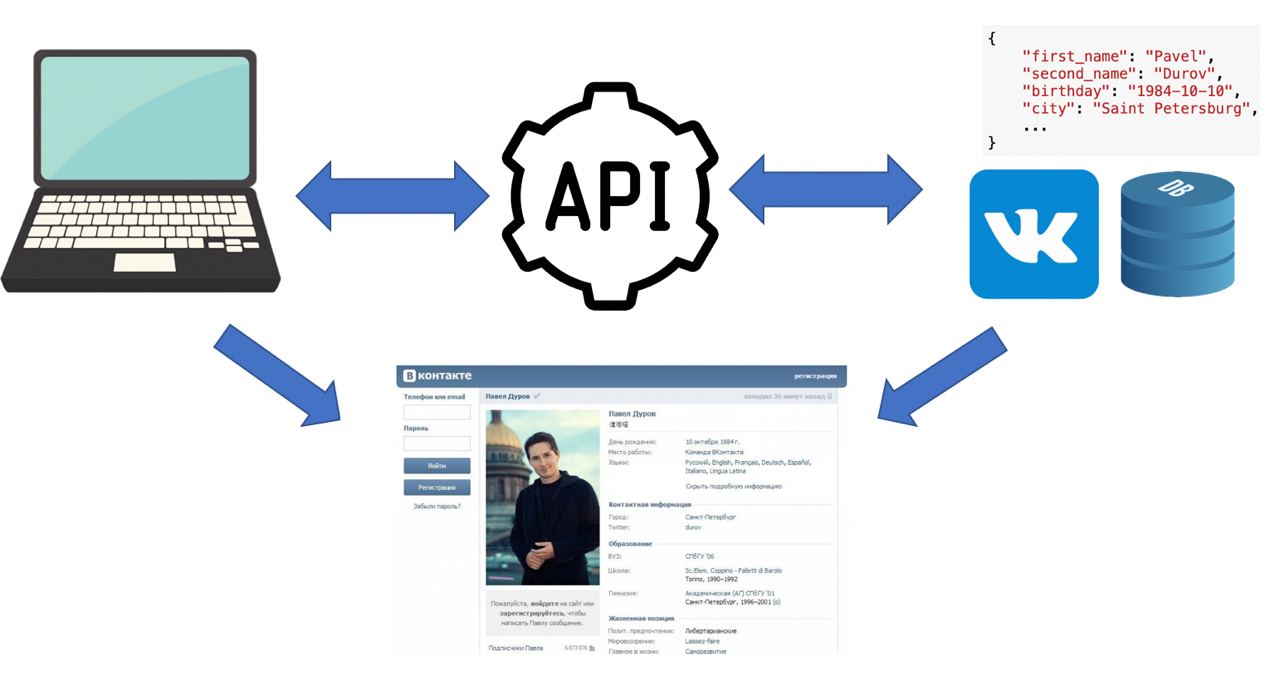 {
"first_name": "Pavel",
"second_name": "Durov",
"birthday": "1984-10-10",
"city": "Saint Petersburg",
...
}
API
DB
В контакте
регистрация
Телефон или email
Пароль
Войти
Регистрация
Забыли пароль?
Павел Дуров
заходил 36 минут назад
Павел Дуров
День рождения: 10 октября 1984 г.
Место работы: Команда ВКонтакте
Языки: Русский, English, Français, Deutsch, Español,
Italiano, Lingua Latina
Скрыть подробную информацию
Контактная информация
Город: Санкт-Петербург
Twitter: durov
Образование
ВУЗ: СПбГУ '06
Школа: Sc.Elem. Coppino - Falletti di Barolo
Torino, 1990–1992
Гимназия: Академическая (АГ) СПбГУ '01
Санкт-Петербург, 1996–2001 (а)
Жизненная позиция
Полит. предпочтения: Либертарианские
Мировоззрение: Laissez-faire
Главное в жизни: Саморазвитие
Пожалуйста, войдите на сайт или
зарегистрируйтесь, чтобы
написать Павлу сообщение.
Подписчики Павла 6 873 876